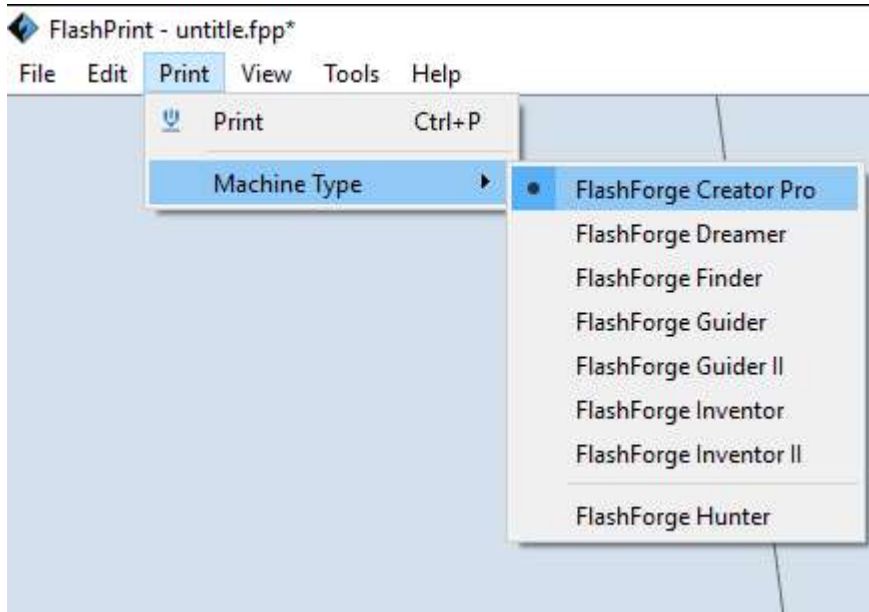 FlashPrint - untitle.fpp*
File Edit Print View Tools Help
Print Ctrl+P
Machine Type
FlashForge Creator Pro
FlashForge Dreamer
FlashForge Finder
FlashForge Guider
FlashForge Guider II
FlashForge Inventor
FlashForge Inventor II
FlashForge Hunter